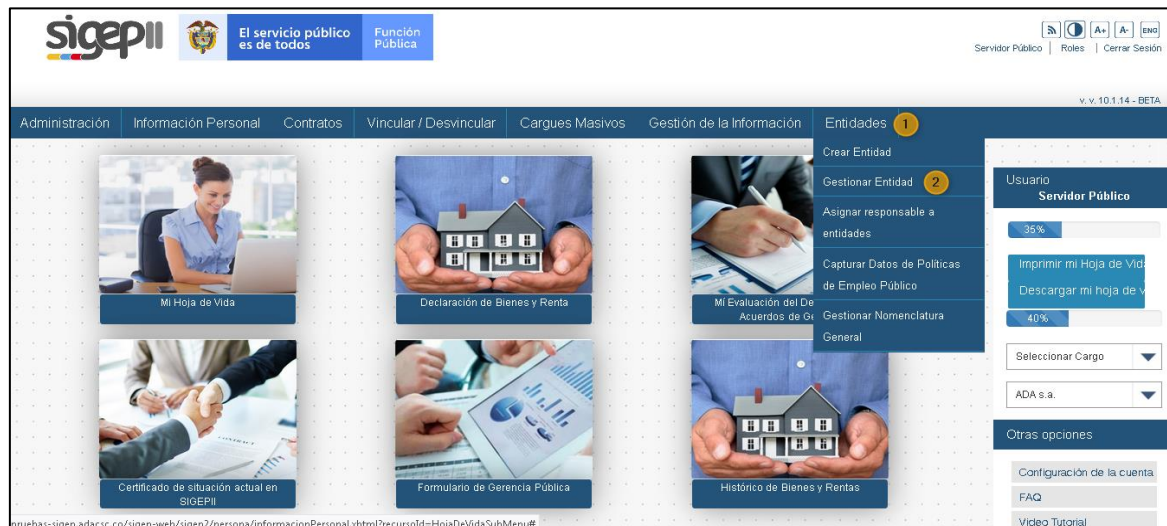 sigepII
El servicio público
es de todos
Función
Pública
A+ A- ENG
Servidor Público | Roles | Cerrar Sesión
v. v. 10.1.14 - BETA
Administración Información Personal Contratos Vincular / Desvincular Cargues Masivos Gestión de la Información Entidades 1
Crear Entidad
Gestionar Entidad 2
Asignar responsable a
entidades
Capturar Datos de Políticas
de Empleo Público
Gestionar Nomenclatura
General
Mi Hoja de Vida
Declaración de Bienes y Renta
Mí Evaluación del De
Acuerdos de Ge
Certificado de situación actual en
SIGEPII
Formulario de Gerencia Pública
Histórico de Bienes y Rentas
Usuario
Servidor Público
35%
Imprimir mi Hoja de Vida
Descargar mi hoja de v
40%
Seleccionar Cargo
ADA s.a.
Otras opciones
Configuración de la cuenta
FAQ
Video Tutorial
pruebas-sigep.adacsc.co/sigep-web/sigep2/persona/informacionPersonal.xhtml?recursoId=HojaDeVidaSubMenu#